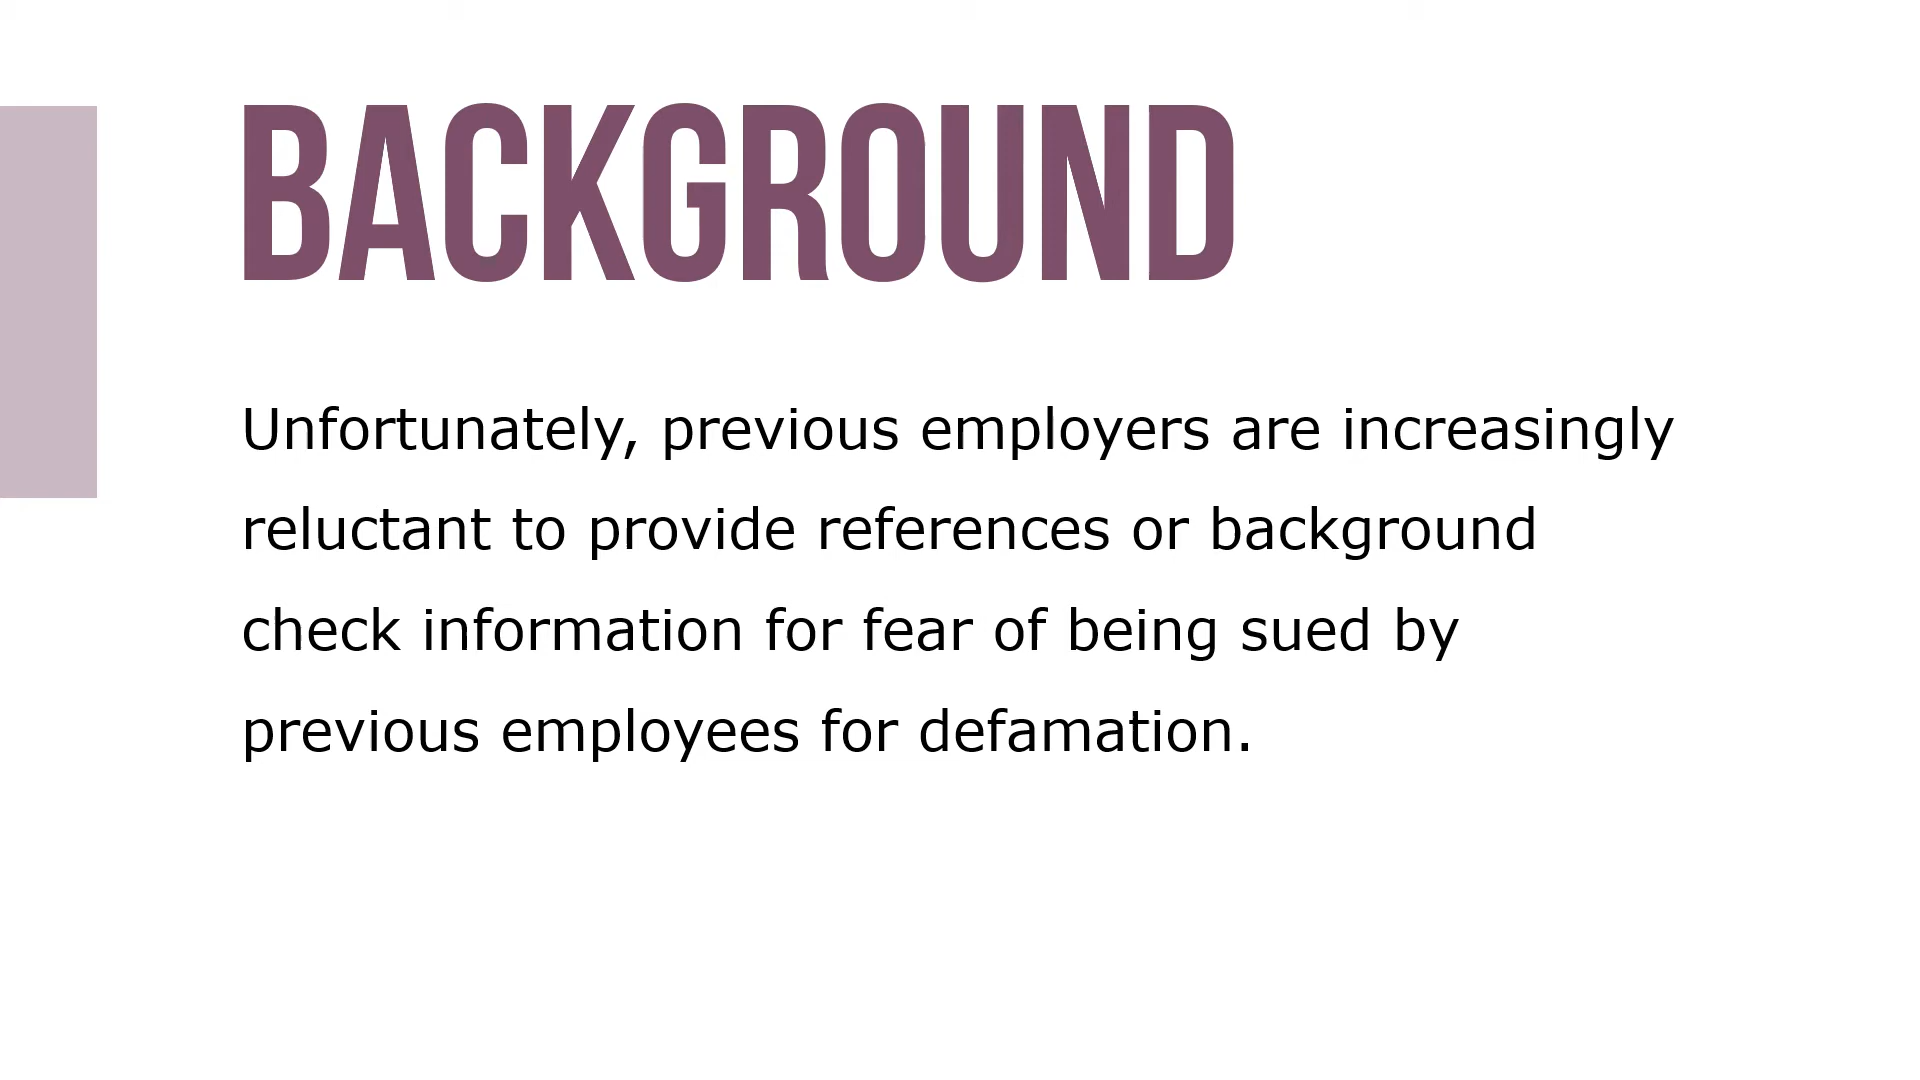 BACKGROUND
Unfortunately, previous employers are increasingly
reluctant to provide references or background
check information for fear of being sued by
previous employees for defamation.